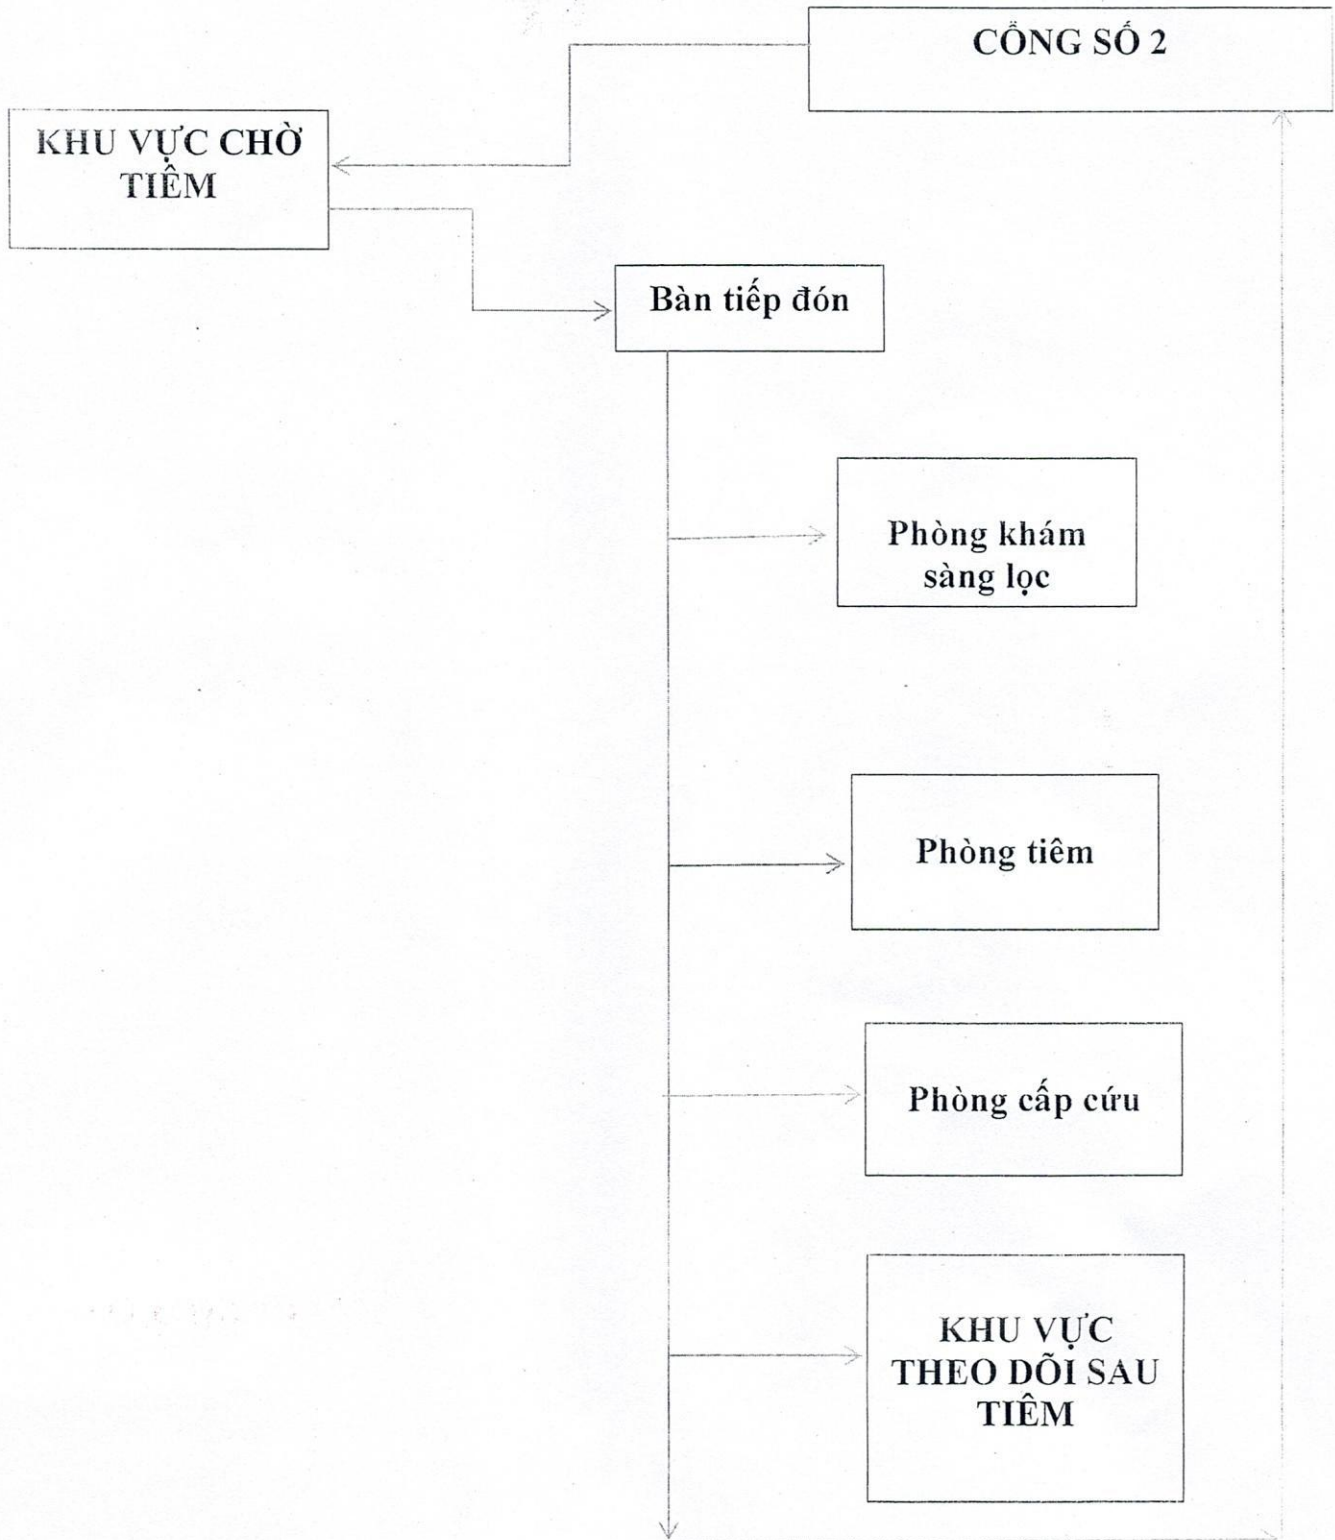 CỔNG SỐ 2
KHU VỰC CHỜ
TIÊM
Bàn tiếp đón
Phòng khám
sàng lọc
Phòng tiêm
Phòng cấp cứu
KHU VỰC
THEO DÕI SAU
TIÊM